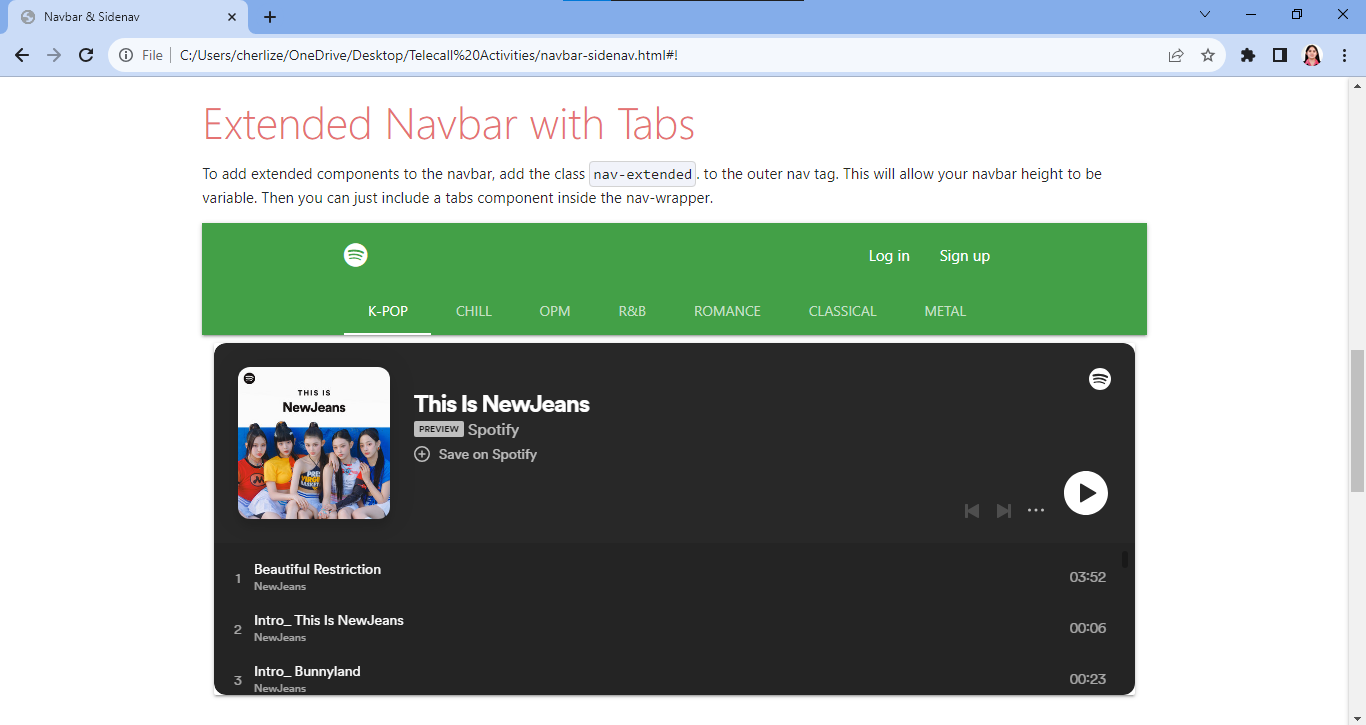 Navbar & Sidenav
File
C:/Users/cherlize/OneDrive/Desktop/Telecall%20Activities/navbar-sidenav.html#!
Extended Navbar with Tabs
To add extended components to the navbar, add the class nav-extended. to the outer nav tag. This will allow your navbar height to be
variable. Then you can just include a tabs component inside the nav-wrapper.
Log in Sign up
K-POP CHILL OPM R&B ROMANCE CLASSICAL METAL
THIS IS
NewJeans
This Is NewJeans
PREVIEW Spotify
Save on Spotify
1 Beautiful Restriction 03:52
NewJeans
2 Intro_ This Is NewJeans 00:06
NewJeans
3 Intro_ Bunnyland 00:23
NewJeans